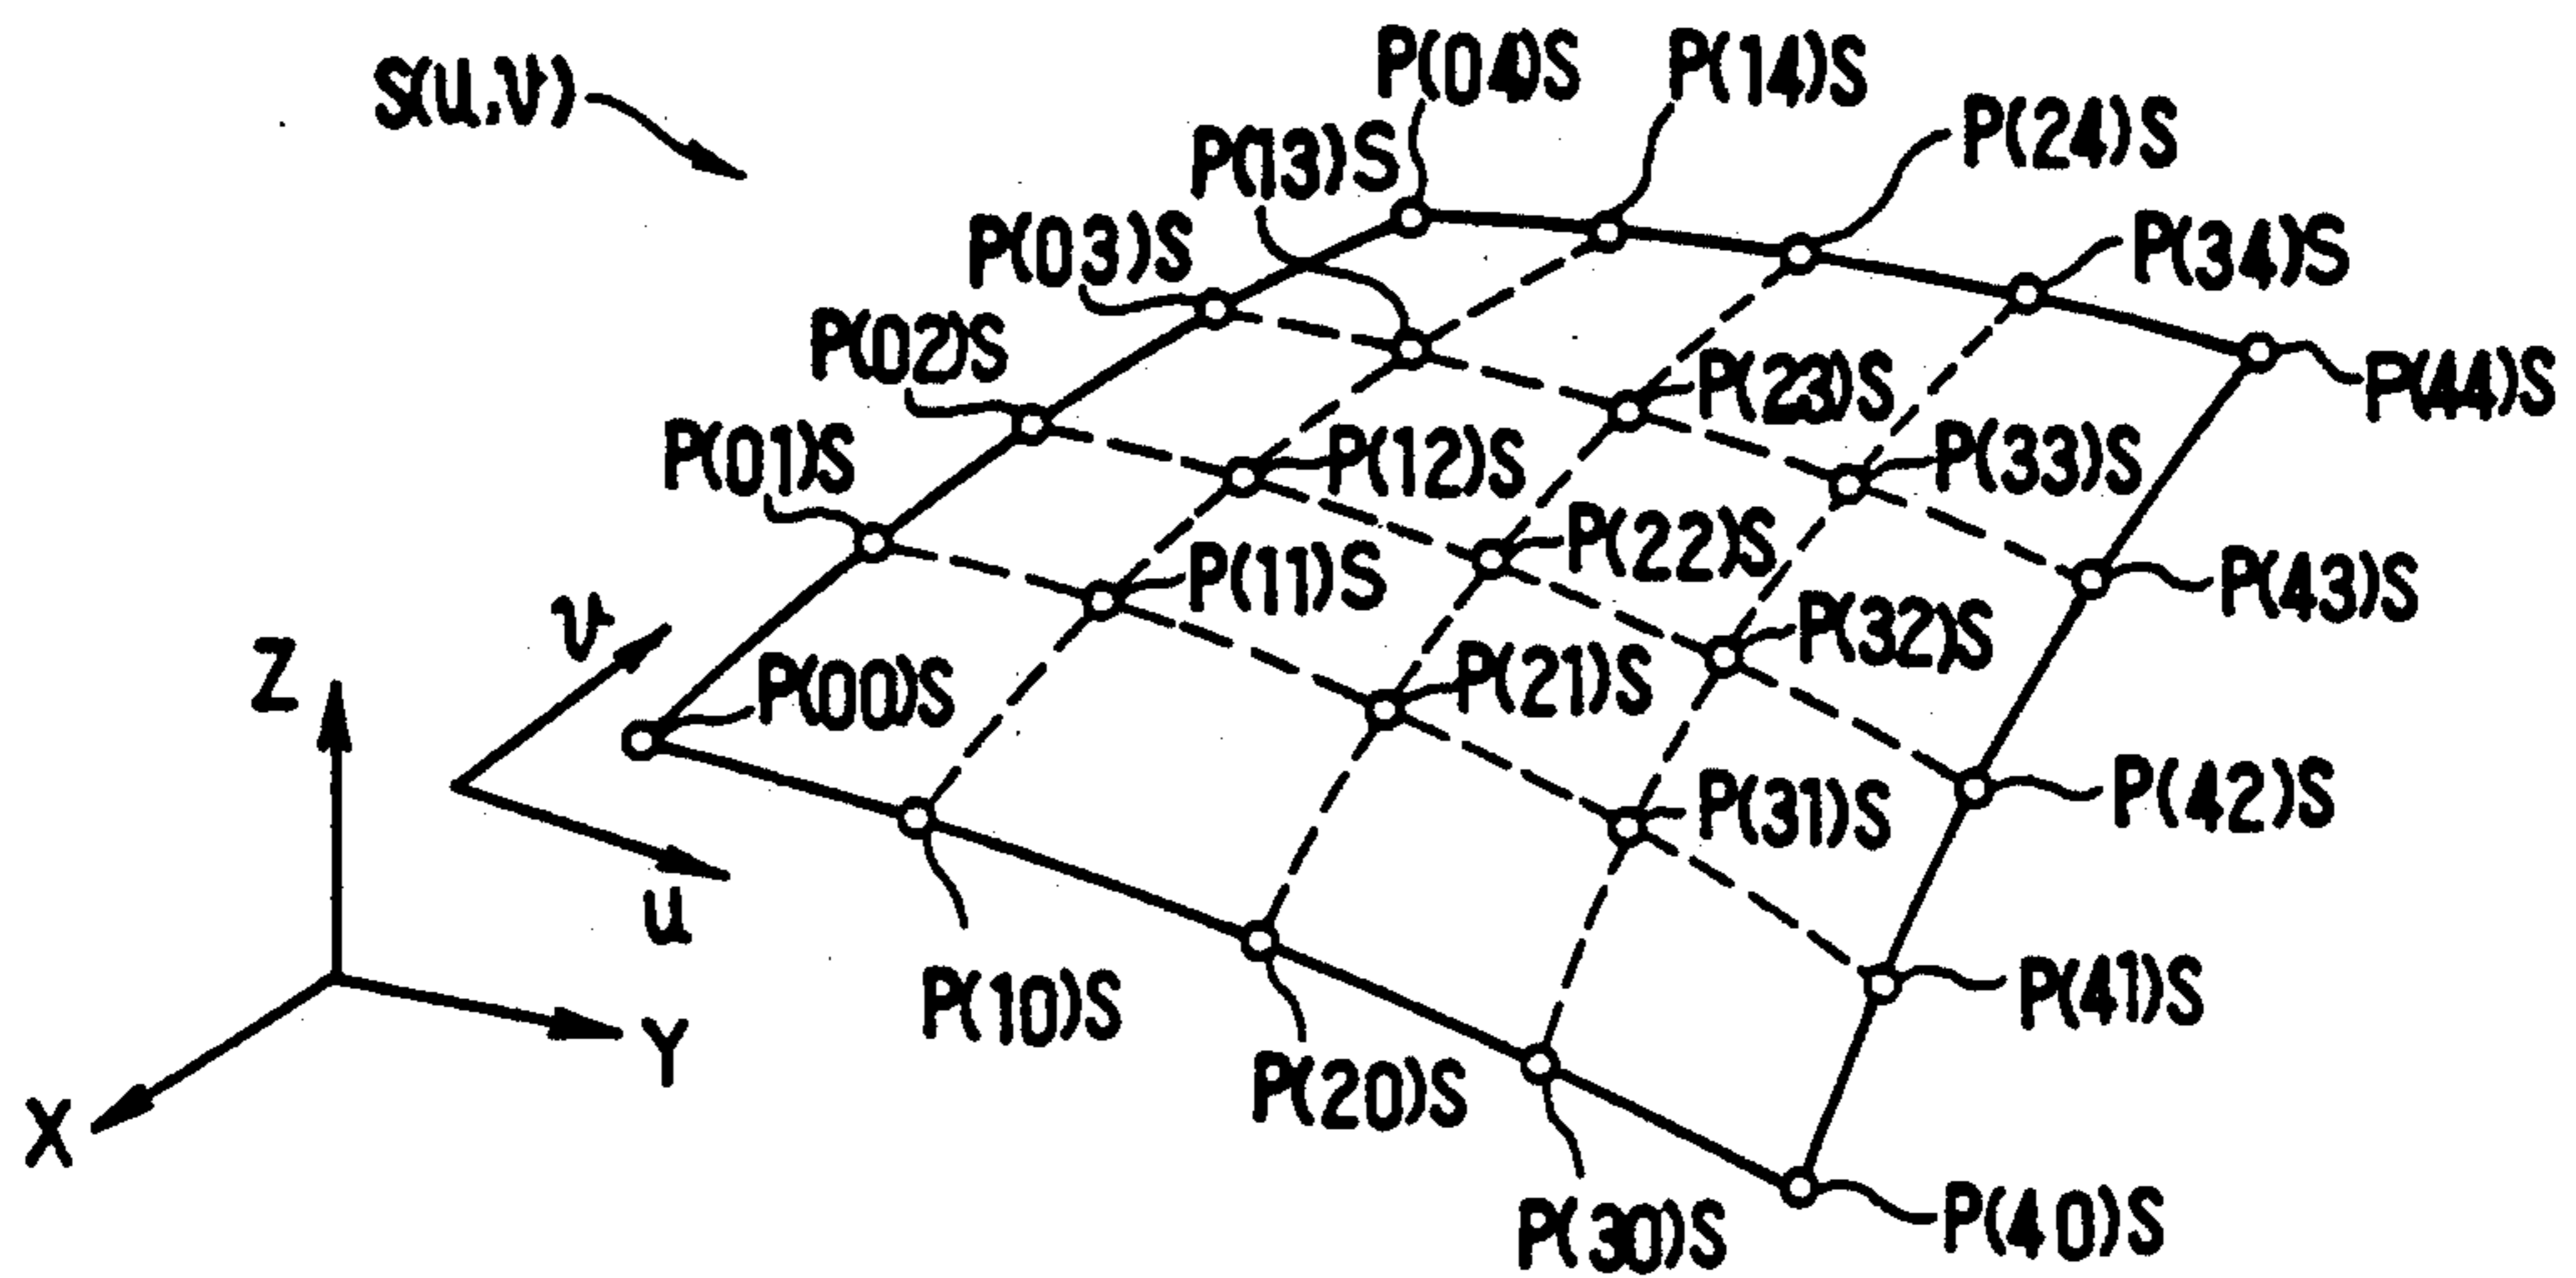 S(u,v)
P(04)S
P(14)S
P(24)S
P(13)S
P(34)S
P(03)S
P(02)S
P(44)S
P(23)S
P(01)S
P(12)S
P(33)S
P(22)S
P(11)S
P(43)S
v
P(32)S
Z
P(00)S
P(21)S
P(42)S
P(31)S
u
P(41)S
P(10)S
Y
P(20)S
X
P(30)S
P(40)S